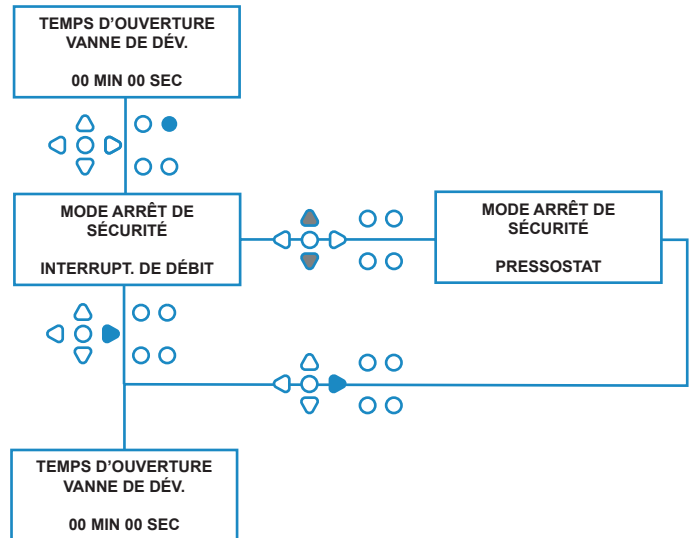 TEMPS D'OUVERTURE
VANNE DE DÉV.
00 MIN 00 SEC
MODE ARRÊT DE
SÉCURITÉ
INTERRUPT. DE DÉBIT
MODE ARRÊT DE
SÉCURITÉ
PRESSOSTAT
TEMPS D'OUVERTURE
VANNE DE DÉV.
00 MIN 00 SEC